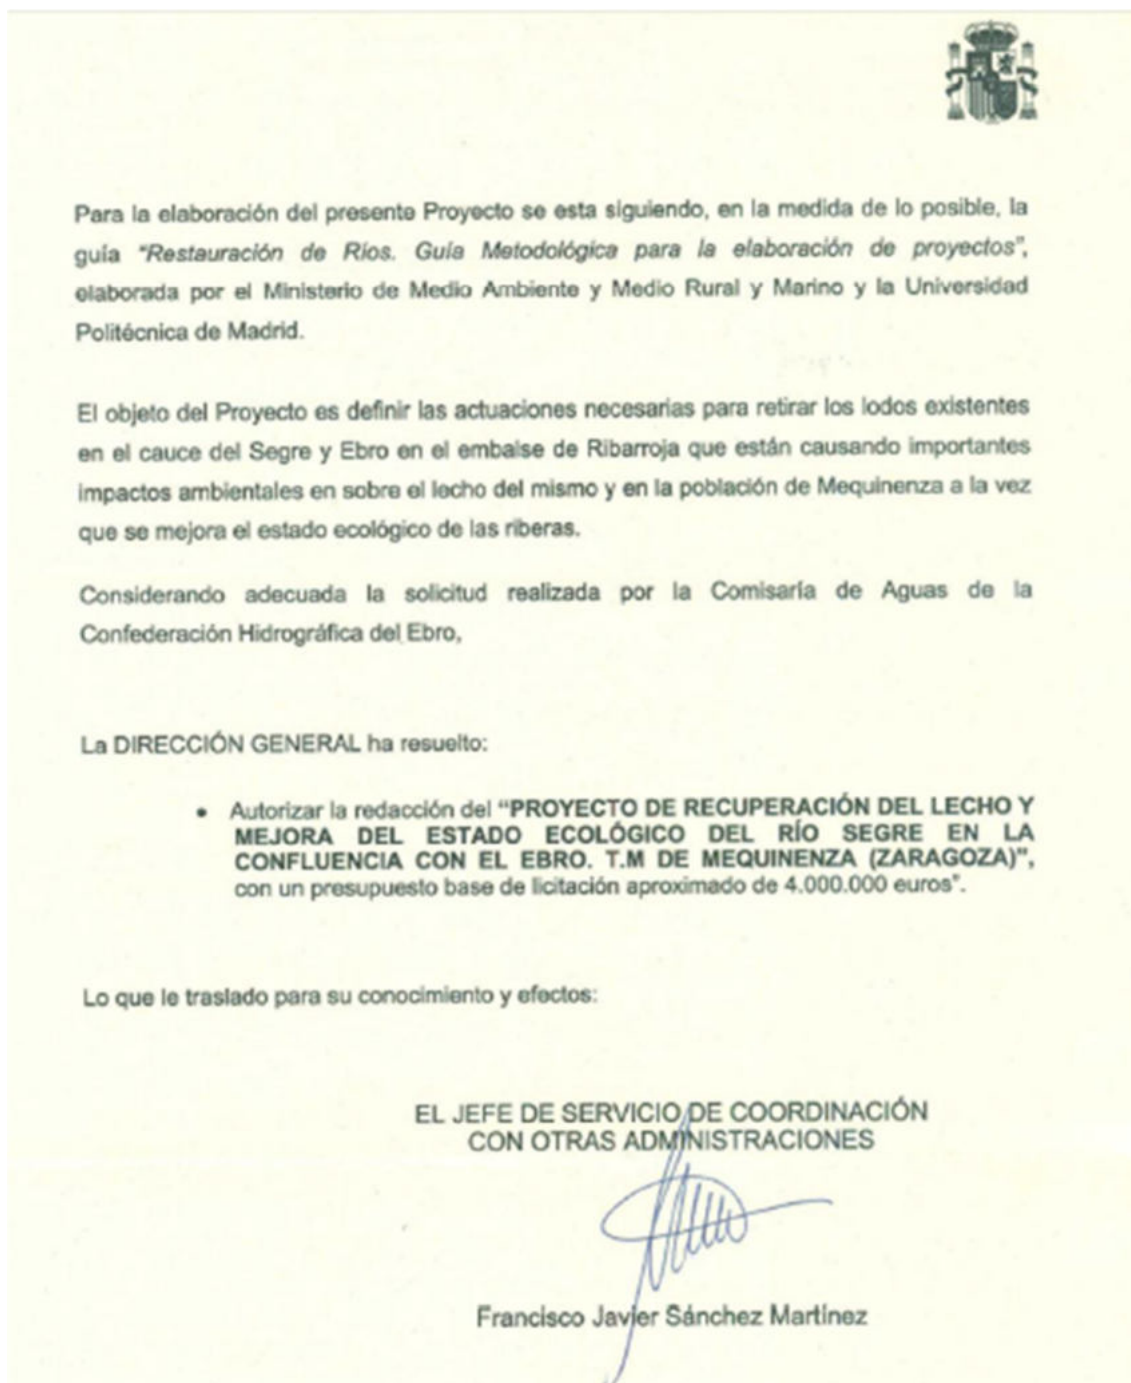 Para la elaboración del presente Proyecto se esta siguiendo, en la medida de lo posible, la
guía "Restauración de Ríos. Guía Metodológica para la elaboración de proyectos",
elaborada por el Ministerio de Medio Ambiente y Medio Rural y Marino y la Universidad
Politécnica de Madrid.
El objeto del Proyecto es definir las actuaciones necesarias para retirar los lodos existentes
en el cauce del Segre y Ebro en el embalse de Ribarroja que están causando importantes
impactos ambientales en sobre el lecho del mismo y en la población de Mequinenza a la vez
que se mejora el estado ecológico de las riberas.
Considerando adecuada la solicitud realizada por la Comisaría de Aguas de la
Confederación Hidrográfica del Ebro,
La DIRECCIÓN GENERAL ha resuelto:
• Autorizar la redacción del "PROYECTO DE RECUPERACIÓN DEL LECHO Y
MEJORA DEL ESTADO ECOLÓGICO DEL RÍO SEGRE EN LA
CONFLUENCIA CON EL EBRO. T.M DE MEQUINENZA (ZARAGOZA)",
con un presupuesto base de licitación aproximado de 4.000.000 euros".
Lo que le traslado para su conocimiento y efectos:
EL JEFE DE SERVICIO DE COORDINACIÓN
CON OTRAS ADMINISTRACIONES
Francisco Javier Sánchez Martínez